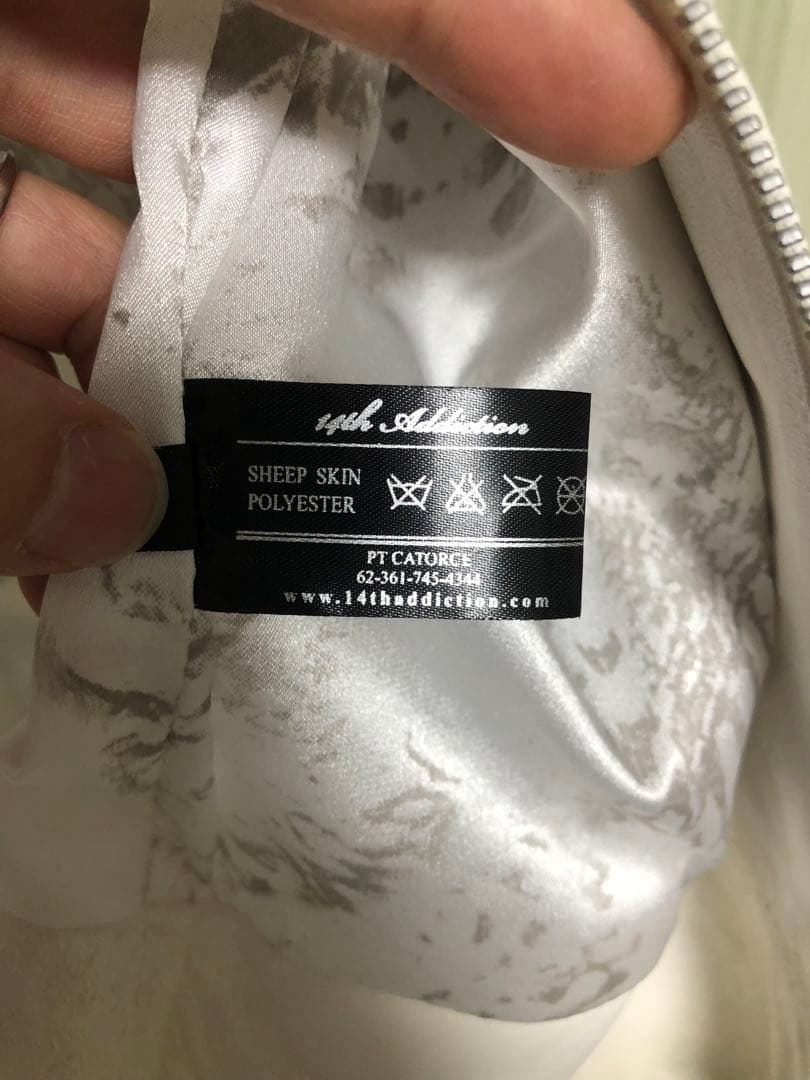 14th Addiction
SHEEP SKIN
POLYESTER
PT CATORCE
62-361-745-4344
www.14thaddiction.com